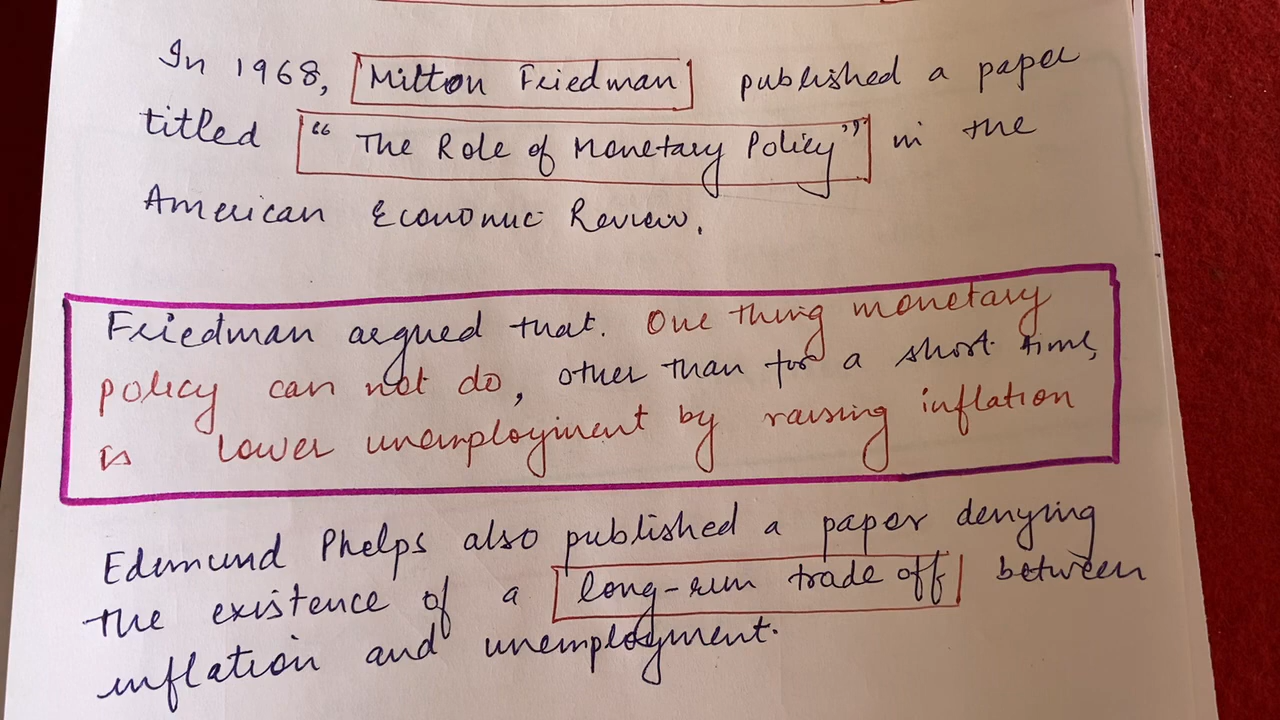 In 1968, Milton Friedman published a paper
titled "The Role of Monetary Policy" in the
American Economic Review.
Friedman argued that. One thing monetary
policy can not do, other than for a short time,
is lower unemployment by raising inflation
Edmund Phelps also published a paper denying
the existence of a long-run trade off between
inflation and unemployment.